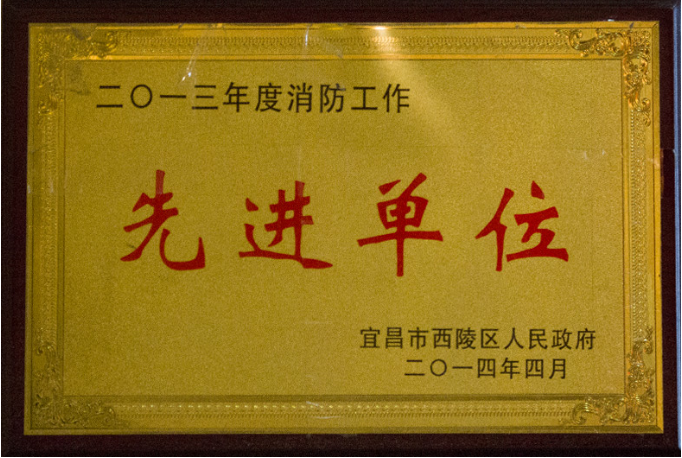 二〇一三年度消防工作
先进单位
宜昌市西陵区人民政府
二〇一四年四月